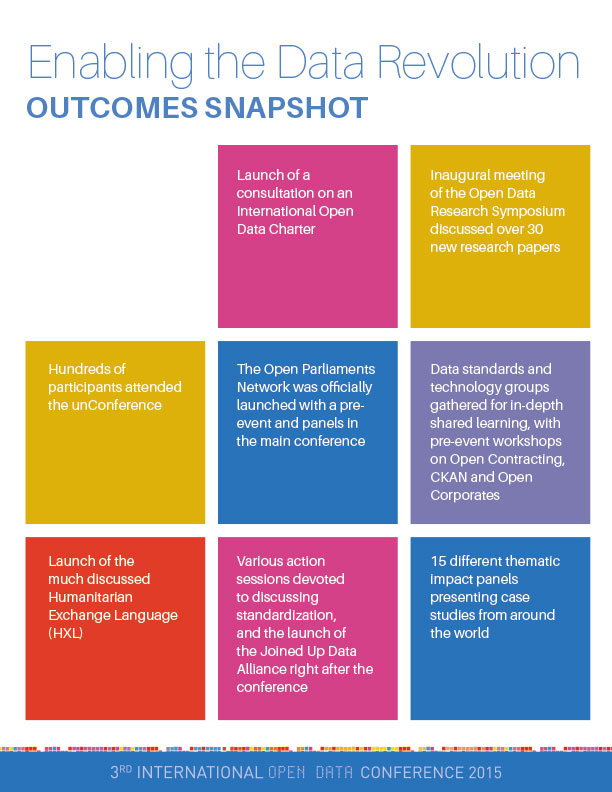 Enabling the Data Revolution
OUTCOMES SNAPSHOT
Launch of a
consultation on an
International Open
Data Charter
Inaugural meeting
of the Open Data
Research Symposium
discussed over 30
new research papers
Hundreds of
participants attended
the unConference
The Open Parliaments
Network was officially
launched with a pre-
event and panels in
the main conference
Data standards and
technology groups
gathered for in-depth
shared learning, with
pre-event workshops
on Open Contracting,
CKAN and Open
Corporates
Launch of the
much discussed
Humanitarian
Exchange Language
(HXL)
Various action
sessions devoted
to discussing
standardization,
and the launch of
the Joined Up Data
Alliance right after the
conference
15 different thematic
impact panels
presenting case
studies from around
the world
3RD INTERNATIONAL OPEN DATA CONFERENCE 2015